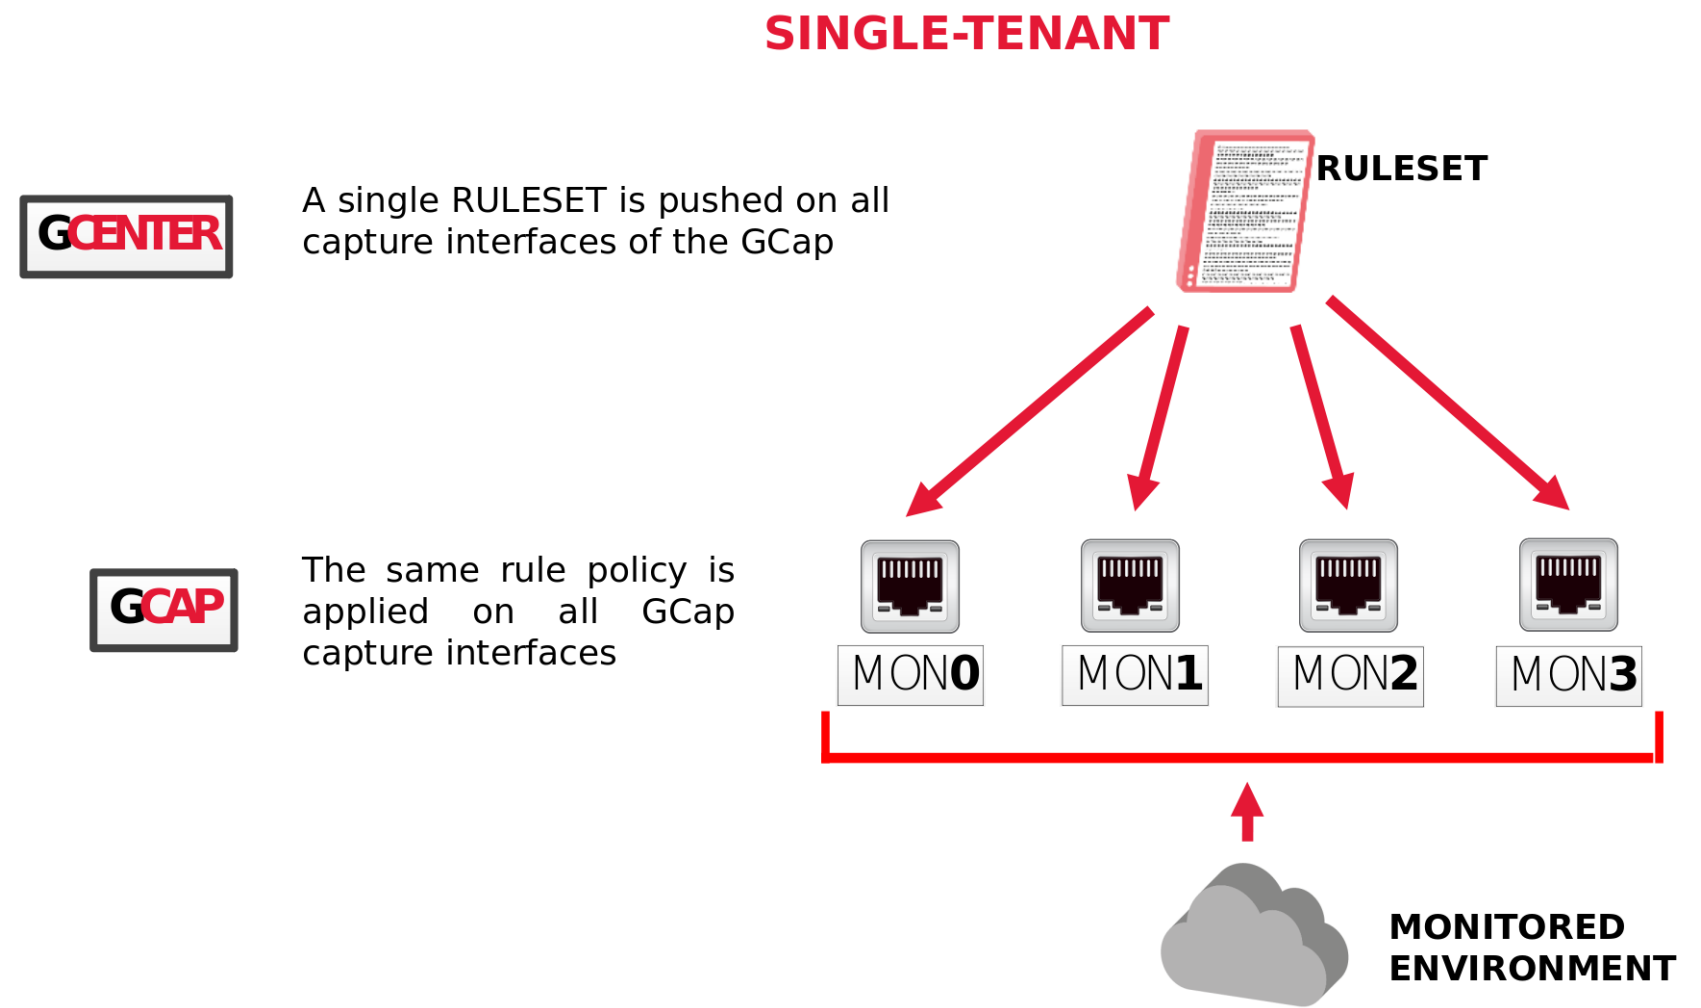 SINGLE-TENANT
RULESET
GCENTER
A single RULESET is pushed on all
capture interfaces of the GCap
GCAP
The same rule policy is
applied on all GCap
capture interfaces
MON0
MON1
MON2
MON3
MONITORED
ENVIRONMENT